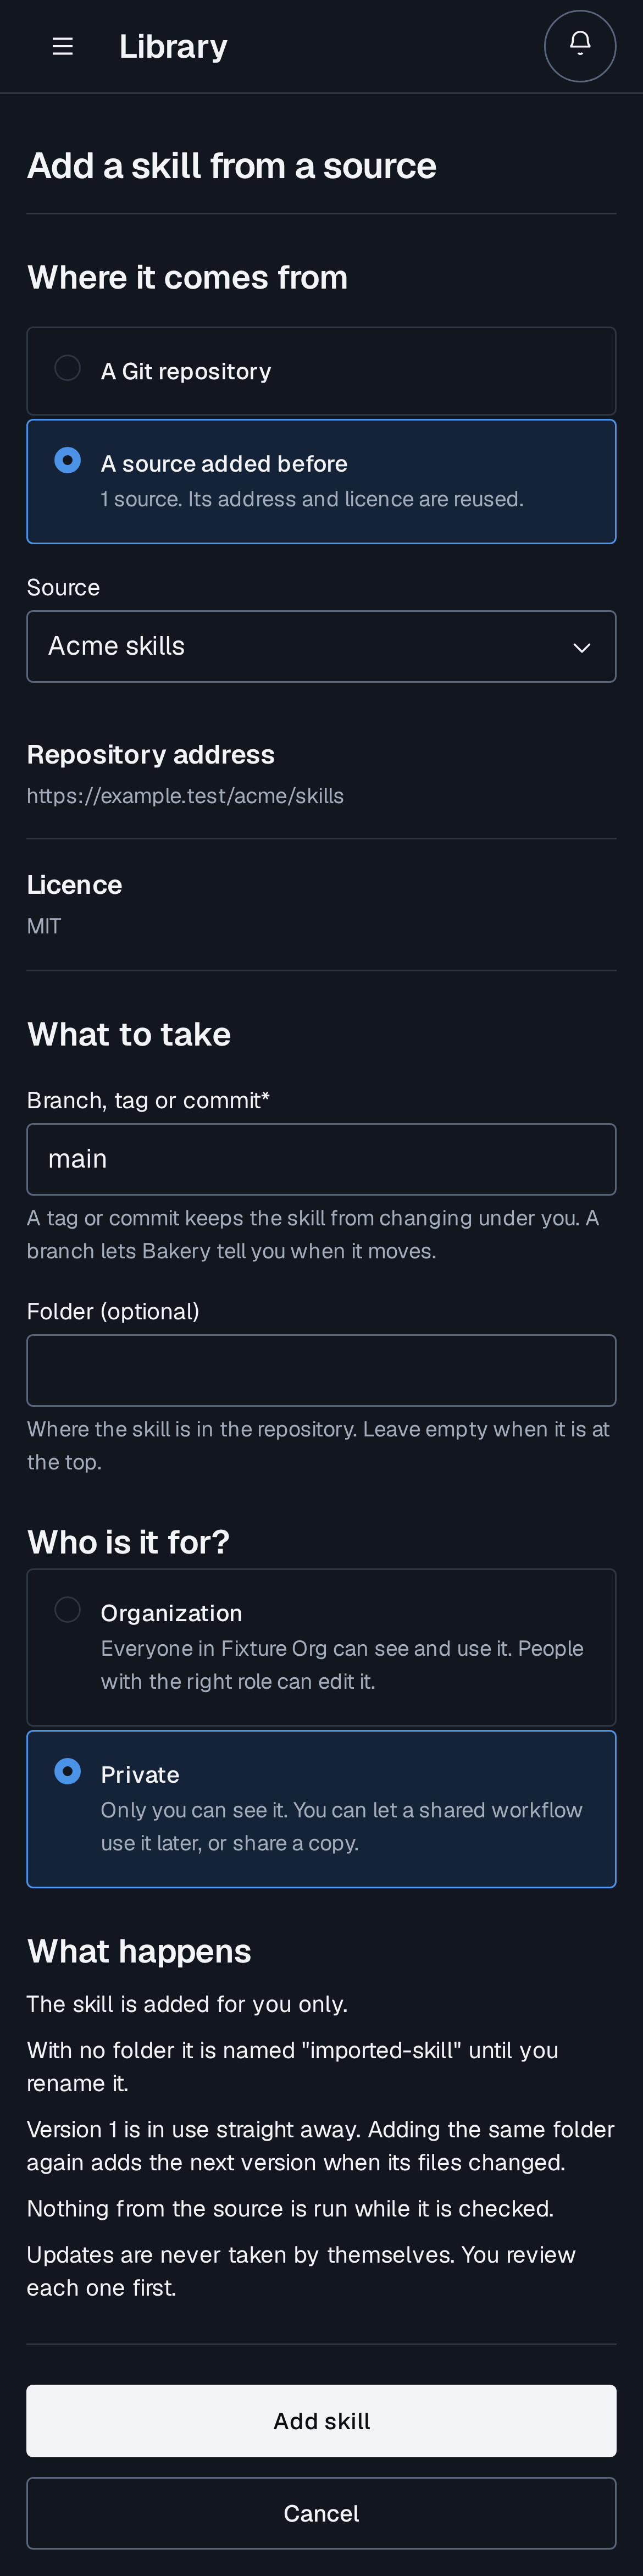 Library
Add a skill from a source
Where it comes from
A Git repository
A source added before
1 source. Its address and licence are reused.
Source
Acme skills
Repository address
https://example.test/acme/skills
Licence
MIT
What to take
Branch, tag or commit*
main
A tag or commit keeps the skill from changing under you. A
branch lets Bakery tell you when it moves.
Folder (optional)
Where the skill is in the repository. Leave empty when it is at
the top.
Who is it for?
Organization
Everyone in Fixture Org can see and use it. People
with the right role can edit it.
Private
Only you can see it. You can let a shared workflow
use it later, or share a copy.
What happens
The skill is added for you only.
With no folder it is named "imported-skill" until you
rename it.
Version 1 is in use straight away. Adding the same folder
again adds the next version when its files changed.
Nothing from the source is run while it is checked.
Updates are never taken by themselves. You review
each one first.
Add skill
Cancel